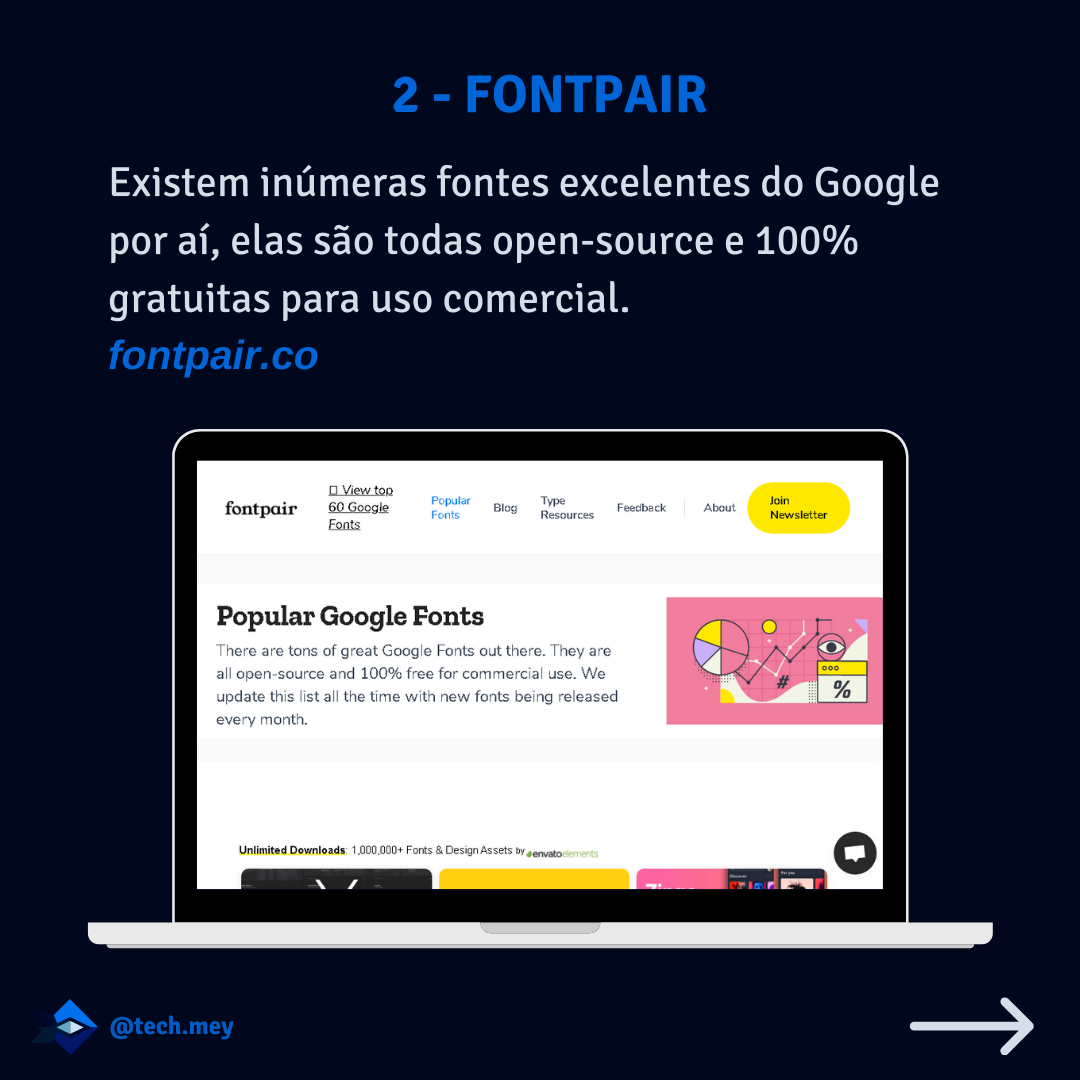 2 - FONTPAIR
Existem inúmeras fontes excelentes do Google
por aí, elas são todas open-source e 100%
gratuitas para uso comercial.
fontpair.co
fontpair
View top
60 Google
Fonts
Popular
Fonts
Blog
Type
Resources
Feedback
About
Join
Newsletter
Popular Google Fonts
There are tons of great Google Fonts out there. They are
all open-source and 100% free for commercial use. We
update this list all the time with new fonts being released
every month.
#
%
Unlimited Downloads: 1,000,000+ Fonts & Design Assets by envatoelements
Discover
For you
@tech.mey